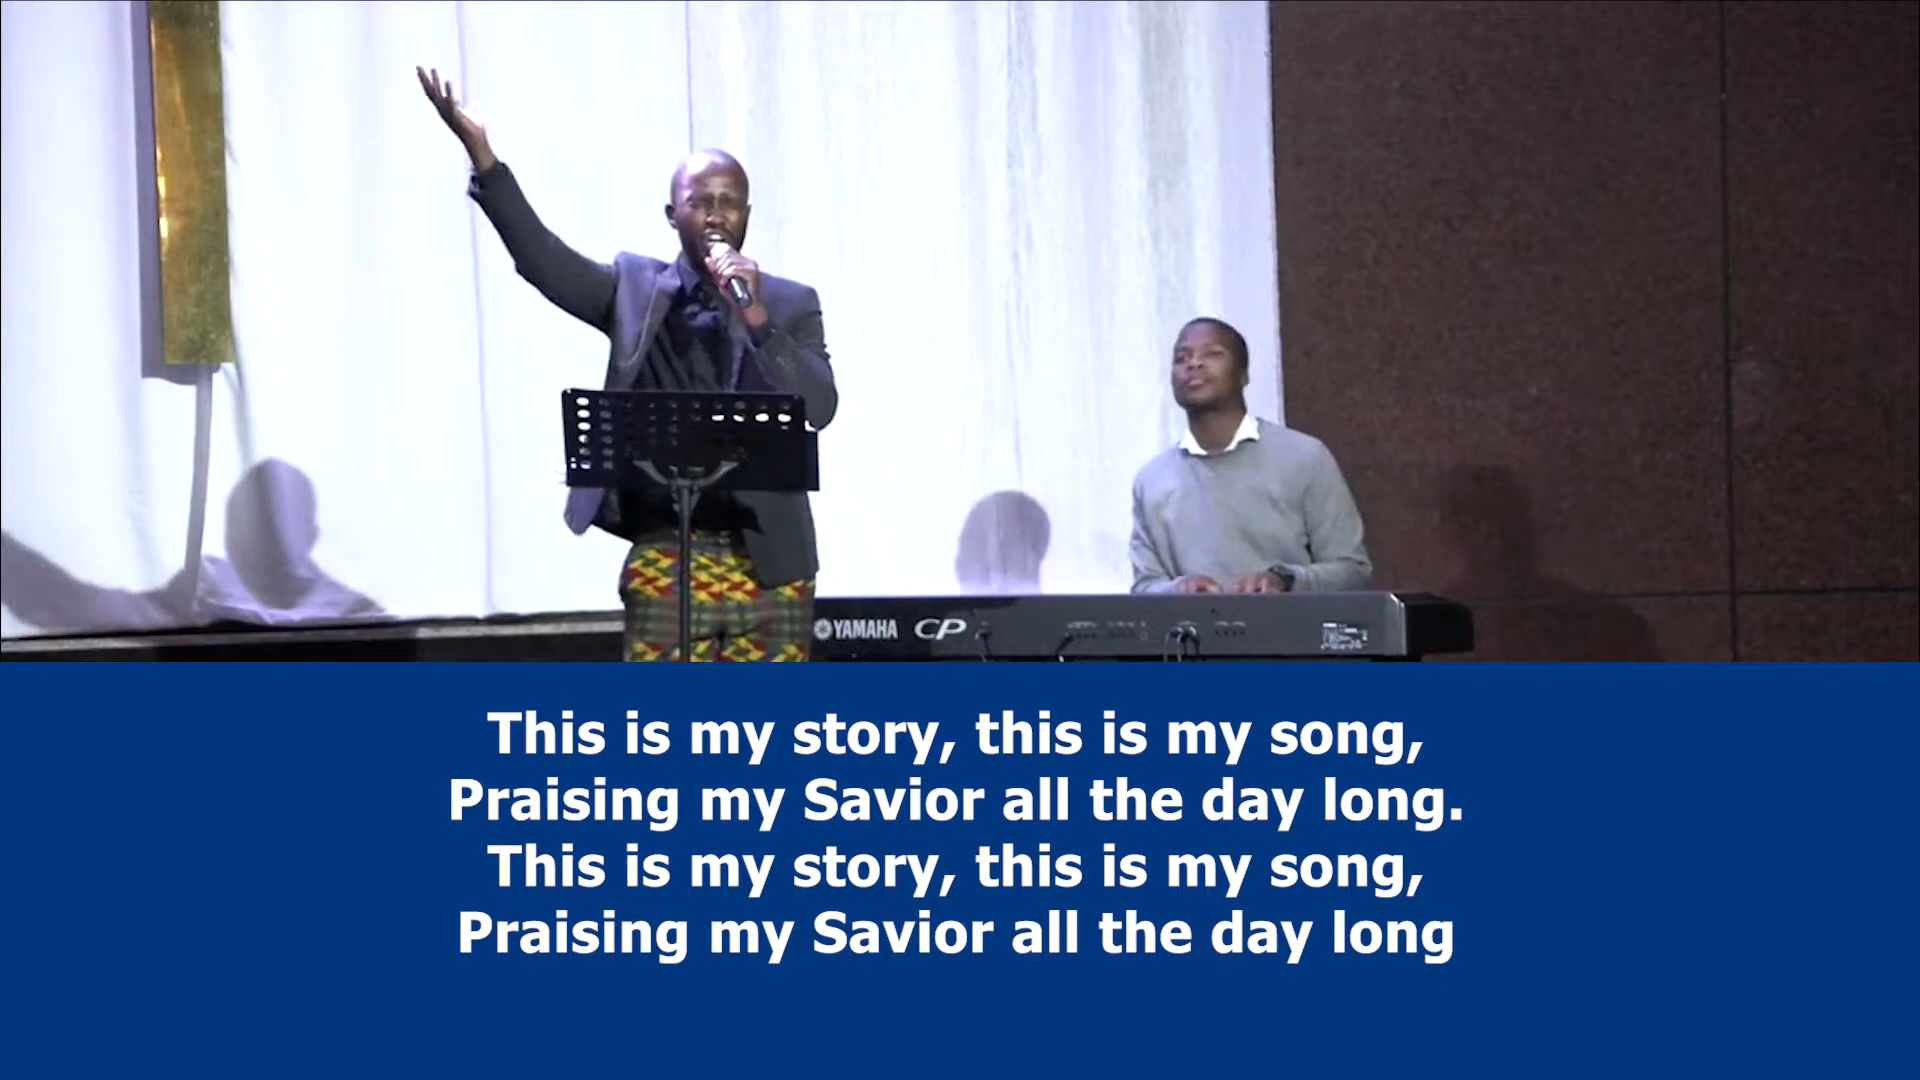 YAMAHA CP
This is my story, this is my song,
Praising my Savior all the day long.
This is my story, this is my song,
Praising my Savior all the day long